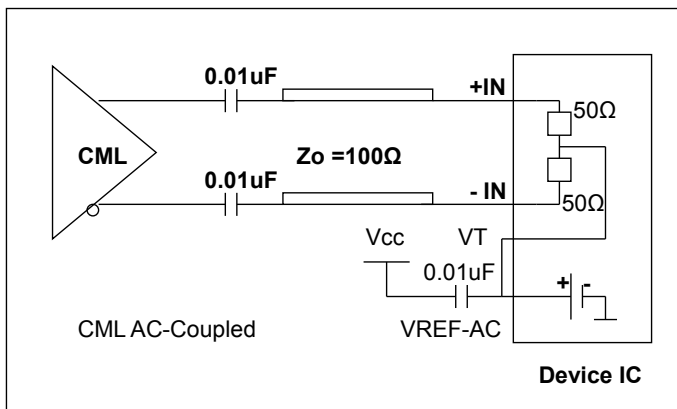 0.01uF
+IN
50Ω
CML
Zo =100Ω
0.01uF
- IN
50Ω
Vcc
VT
0.01uF
+ -
CML AC-Coupled
VREF-AC
Device IC